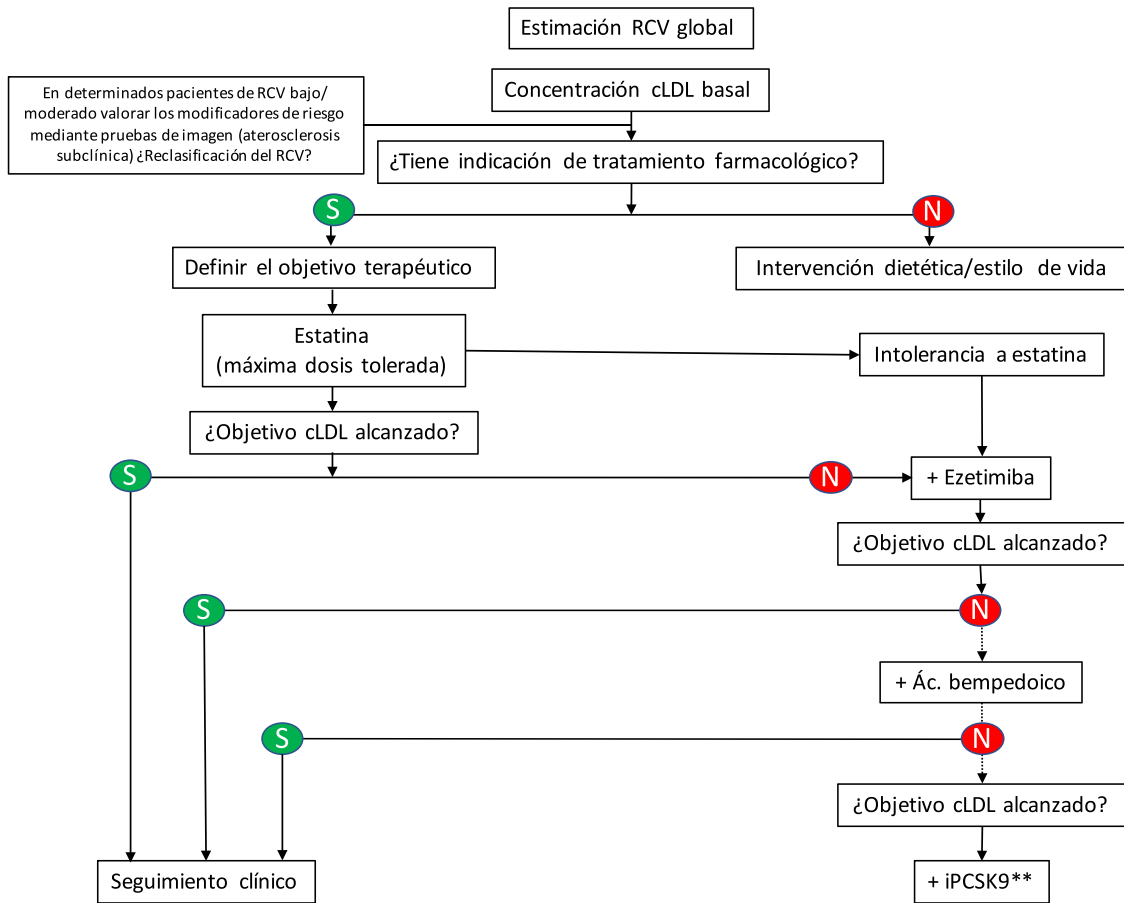 Estimación RCV global
Concentración cLDL basal
En determinados pacientes de RCV bajo/
moderado valorar los modificadores de riesgo
mediante pruebas de imagen (aterosclerosis
subclínica) ¿Reclasificación del RCV?
¿Tiene indicación de tratamiento farmacológico?
S
N
Definir el objetivo terapéutico
Intervención dietética/estilo de vida
Estatina
(máxima dosis tolerada)
Intolerancia a estatina
¿Objetivo cLDL alcanzado?
S
N
+ Ezetimiba
¿Objetivo cLDL alcanzado?
S
N
+ Ác. bempedoico
S
N
¿Objetivo cLDL alcanzado?
Seguimiento clínico
+ iPCSK9**